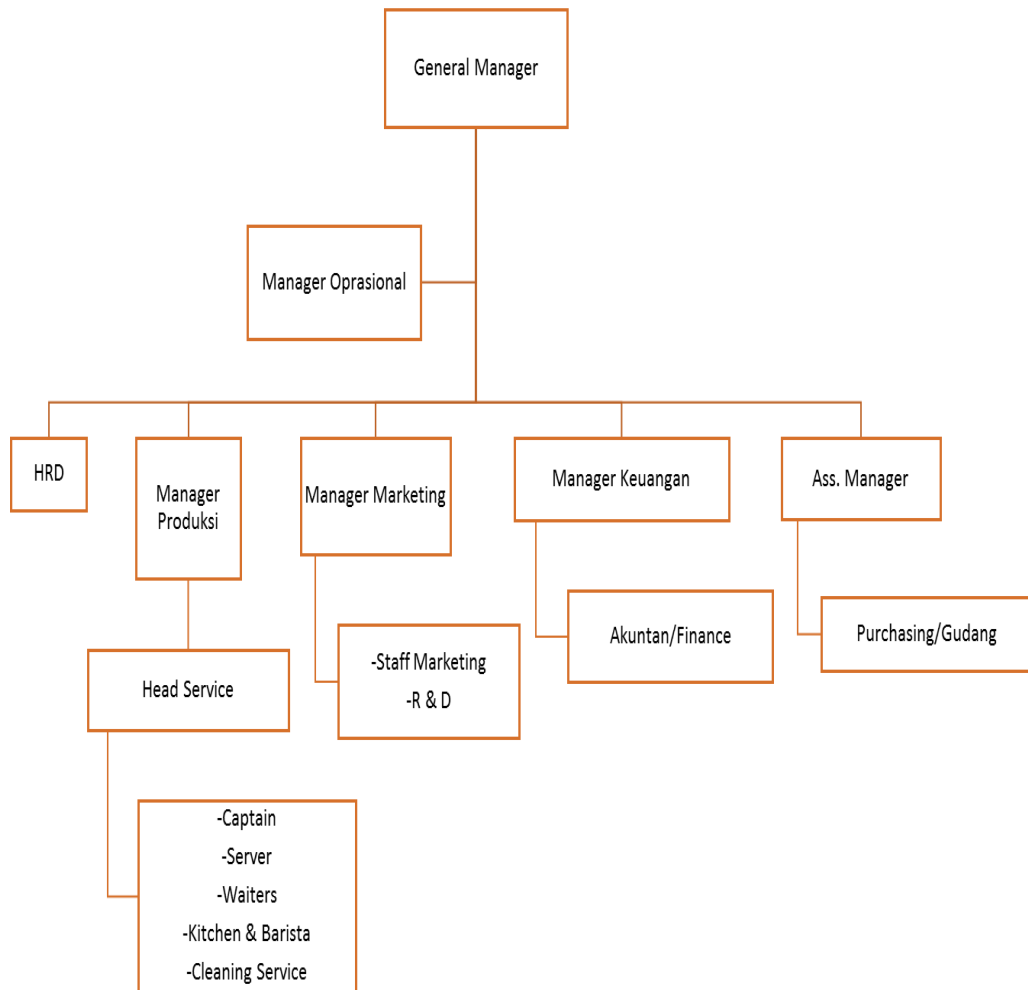 General Manager
Manager Oprasional
HRD
Manager
Produksi
Manager Marketing
Manager Keuangan
Ass. Manager
Head Service
-Staff Marketing
-R & D
Akuntan/Finance
Purchasing/Gudang
-Captain
-Server
-Waiters
-Kitchen & Barista
-Cleaning Service